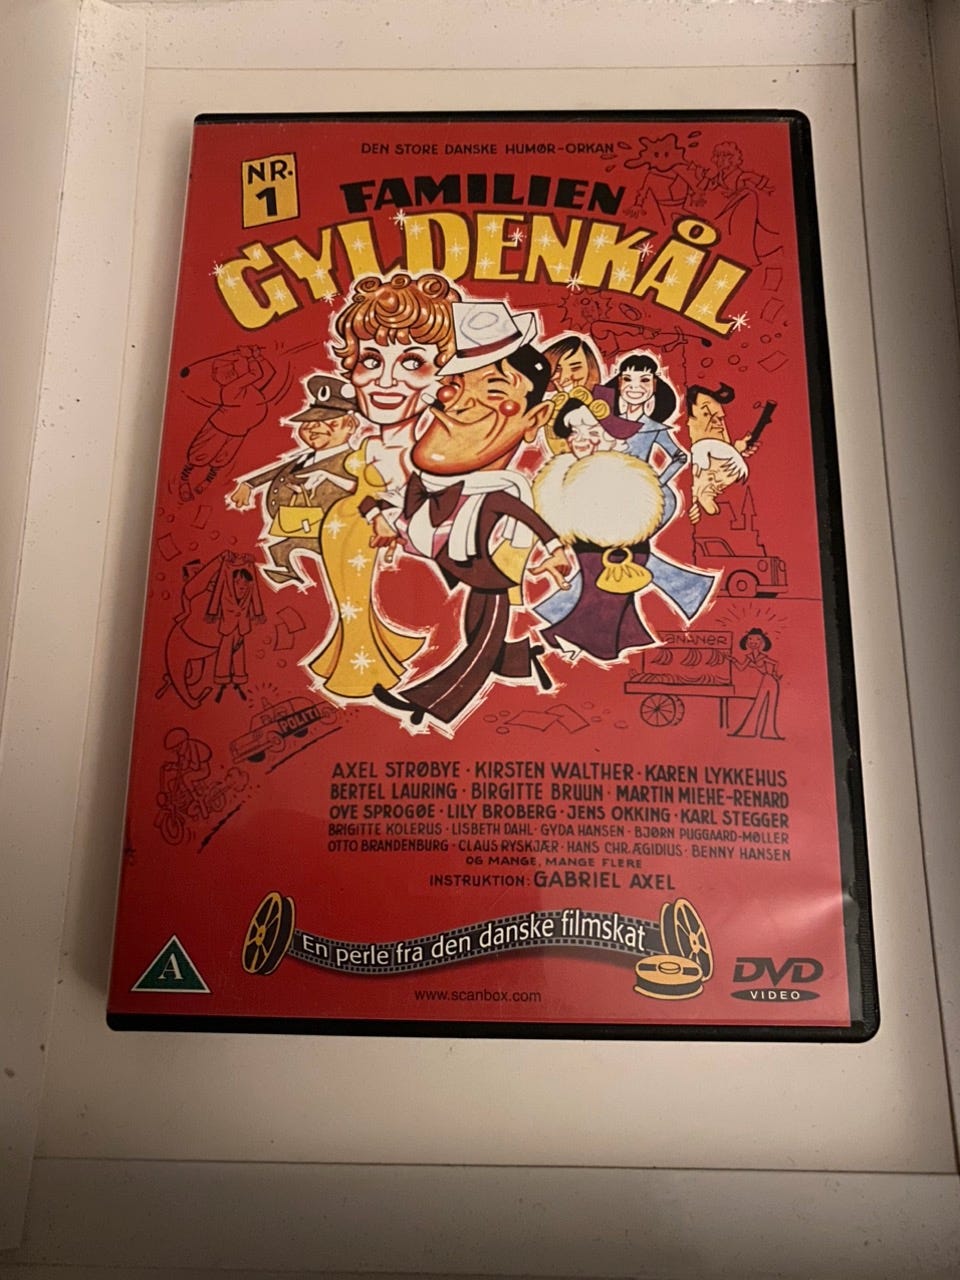 DEN STORE DANSKE HUMØR-ORKAN
NR.
1
FAMILIEN
GYLDENKÅL
ANANER
POLITI
AXEL STRØBYE · KIRSTEN WALTHER · KAREN LYKKEHUS
BERTEL LAURING · BIRGITTE BRUUN · MARTIN MIEHE-RENARD
OVE SPROGØE · LILY BROBERG · JENS OKKING · KARL STEGGER
BRIGITTE KOLERUS · LISBETH DAHL · GYDA HANSEN · BJØRN PUGGAARD-MØLLER
OTTO BRANDENBURG · CLAUS RYSKJÆR · HANS CHR. ÆGIDIUS · BENNY HANSEN
OG MANGE, MANGE FLERE
INSTRUKTION: GABRIEL AXEL
En perle fra den danske filmskat
A
DVD
VIDEO
www.scanbox.com